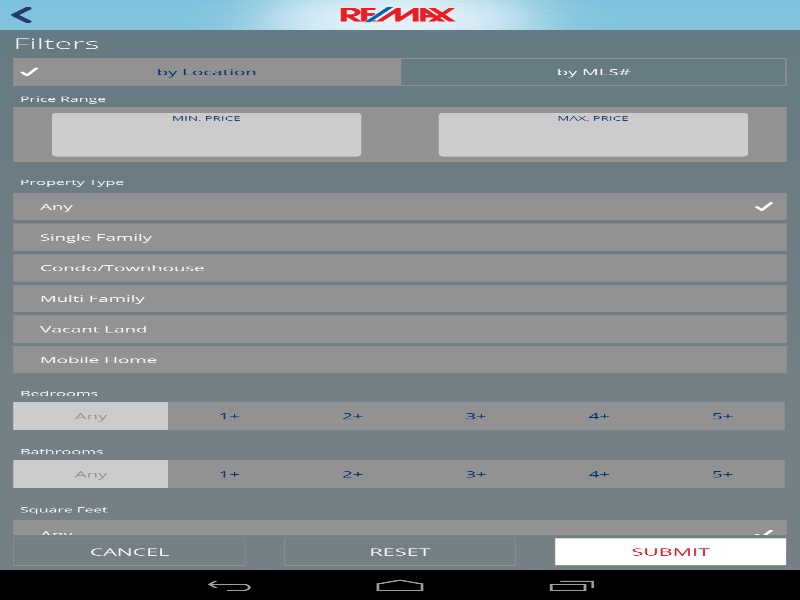 RE/MAX
Filters
by Location
by MLS#
Price Range
MIN. PRICE
MAX. PRICE
Property Type
Any
Single Family
Condo/Townhouse
Multi Family
Vacant Land
Mobile Home
Bedrooms
Any 1+ 2+ 3+ 4+ 5+
Bathrooms
Any 1+ 2+ 3+ 4+ 5+
Square Feet
Any
CANCEL RESET SUBMIT